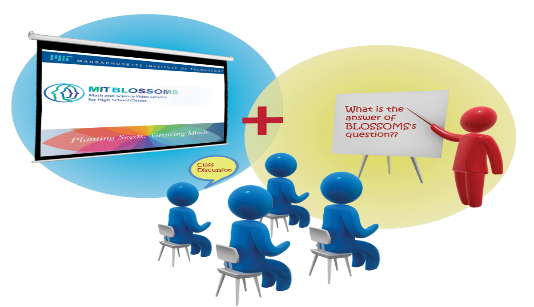 MIT MASSACHUSETTS INSTITUTE OF TECHNOLOGY
MIT BLOSSOMS
Math and Science Video Lessons
for High School Classes
Planting Seeds, Growing Minds
What is the
answer of
BLOSSOMS's
question??
Class
Discussion